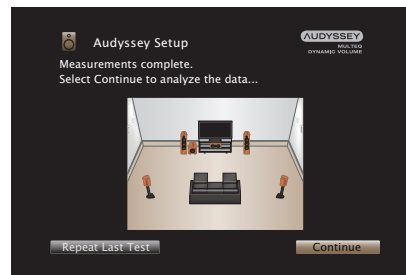 Audyssey Setup
AUDYSSEY
MULTEQ
DYNAMIC VOLUME
Measurements complete.
Select Continue to analyze the data...
Repeat Last Test
Continue